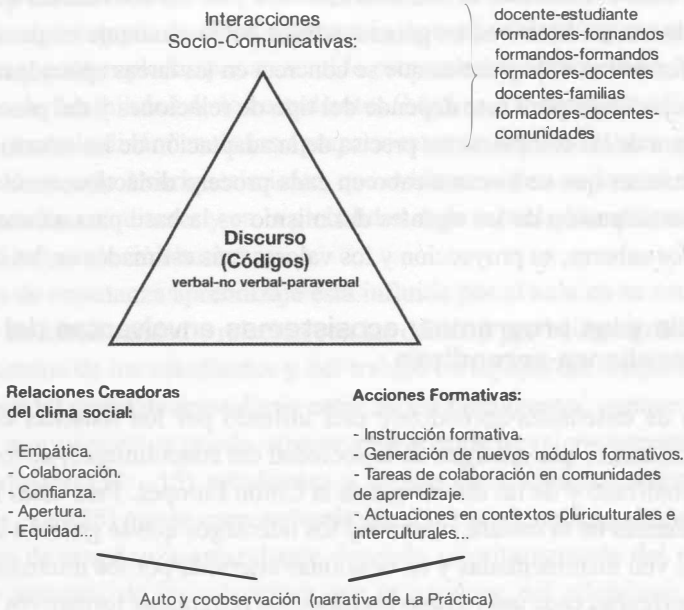 Interacciones
Socio-Comunicativas:
docente-estudiante
formadores-formandos
formandos-formandos
formadores-docentes
docentes-familias
formadores-docentes-
comunidades
Discurso
(Códigos)
verbal-no verbal-paraverbal
Relaciones Creadoras
del clima social:
- Empática.
- Colaboración.
- Confianza.
- Apertura.
- Equidad...
Acciones Formativas:
- Instrucción formativa.
- Generación de nuevos módulos formativos.
- Tareas de colaboración en comunidades
de aprendizaje.
- Actuaciones en contextos pluriculturales e
interculturales...
Auto y coobservación (narrativa de La Práctica)